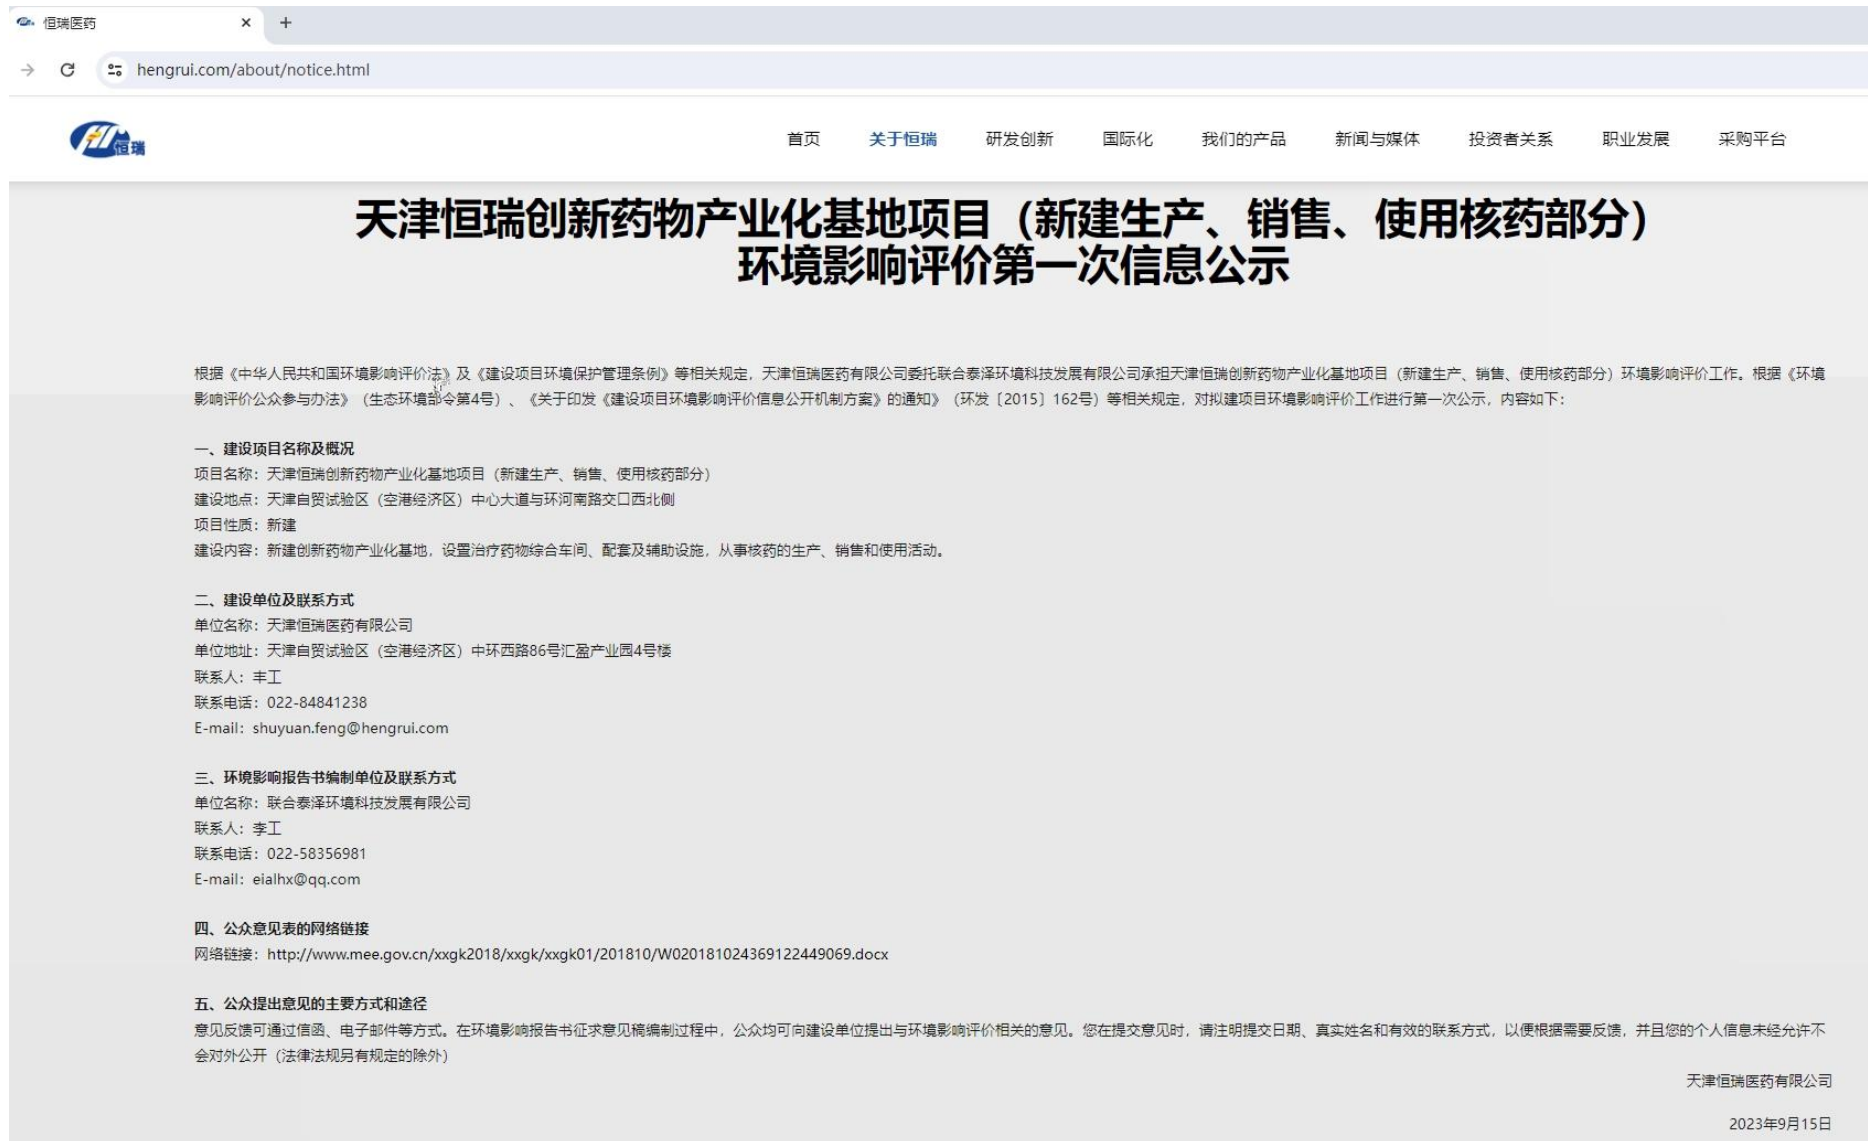 恒瑞医药
hengrui.com/about/notice.html
恒瑞
首页 关于恒瑞 研发创新 国际化 我们的产品 新闻与媒体 投资者关系 职业发展 采购平台
天津恒瑞创新药物产业化基地项目（新建生产、销售、使用核药部分）
环境影响评价第一次信息公示
根据《中华人民共和国环境影响评价法》及《建设项目环境保护管理条例》等相关规定，天津恒瑞医药有限公司委托联合泰泽环境科技发展有限公司承担天津恒瑞创新药物产业化基地项目（新建生产、销售、使用核药部分）环境影响评价工作。根据《环境
影响评价公众参与办法》（生态环境部令第4号）、《关于印发《建设项目环境影响评价信息公开机制方案》的通知》（环发〔2015〕162号）等相关规定，对拟建项目环境影响评价工作进行第一次公示，内容如下：
一、建设项目名称及概况
项目名称：天津恒瑞创新药物产业化基地项目（新建生产、销售、使用核药部分）
建设地点：天津自贸试验区（空港经济区）中心大道与环河南路交口西北侧
项目性质：新建
建设内容：新建创新药物产业化基地，设置治疗药物综合车间、配套及辅助设施，从事核药的生产、销售和使用活动。
二、建设单位及联系方式
单位名称：天津恒瑞医药有限公司
单位地址：天津自贸试验区（空港经济区）中环西路86号汇盈产业园4号楼
联系人：丰工
联系电话：022-84841238
E-mail：shuyuan.feng@hengrui.com
三、环境影响报告书编制单位及联系方式
单位名称：联合泰泽环境科技发展有限公司
联系人：李工
联系电话：022-58356981
E-mail：eialhx@qq.com
四、公众意见表的网络链接
网络链接：http://www.mee.gov.cn/xxgk2018/xxgk/xxgk01/201810/W020181024369122449069.docx
五、公众提出意见的主要方式和途径
意见反馈可通过信函、电子邮件等方式。在环境影响报告书征求意见稿编制过程中，公众均可向建设单位提出与环境影响评价相关的意见。您在提交意见时，请注明提交日期、真实姓名和有效的联系方式，以便根据需要反馈，并且您的个人信息未经允许不
会对外公开（法律法规另有规定的除外）
天津恒瑞医药有限公司
2023年9月15日